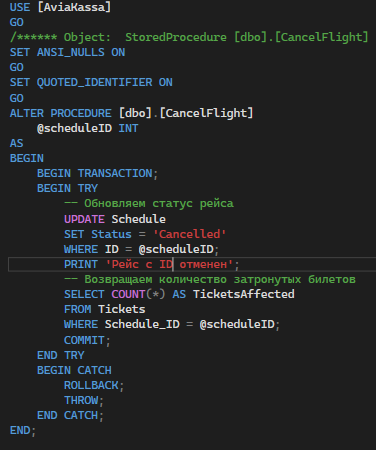 USE [AviaKassa]
GO
/****** Object:  StoredProcedure [dbo].[CancelFlight]
SET ANSI_NULLS ON
GO
SET QUOTED_IDENTIFIER ON
GO
ALTER PROCEDURE [dbo].[CancelFlight]
    @scheduleID INT
AS
BEGIN
    BEGIN TRANSACTION;
    BEGIN TRY
        -- Обновляем статус рейса
        UPDATE Schedule
        SET Status = 'Cancelled'
        WHERE ID = @scheduleID;
        PRINT 'Рейс с ID отменен';
        -- Возвращаем количество затронутых билетов
        SELECT COUNT(*) AS TicketsAffected
        FROM Tickets
        WHERE Schedule_ID = @scheduleID;
        COMMIT;
    END TRY
    BEGIN CATCH
        ROLLBACK;
        THROW;
    END CATCH;
END;